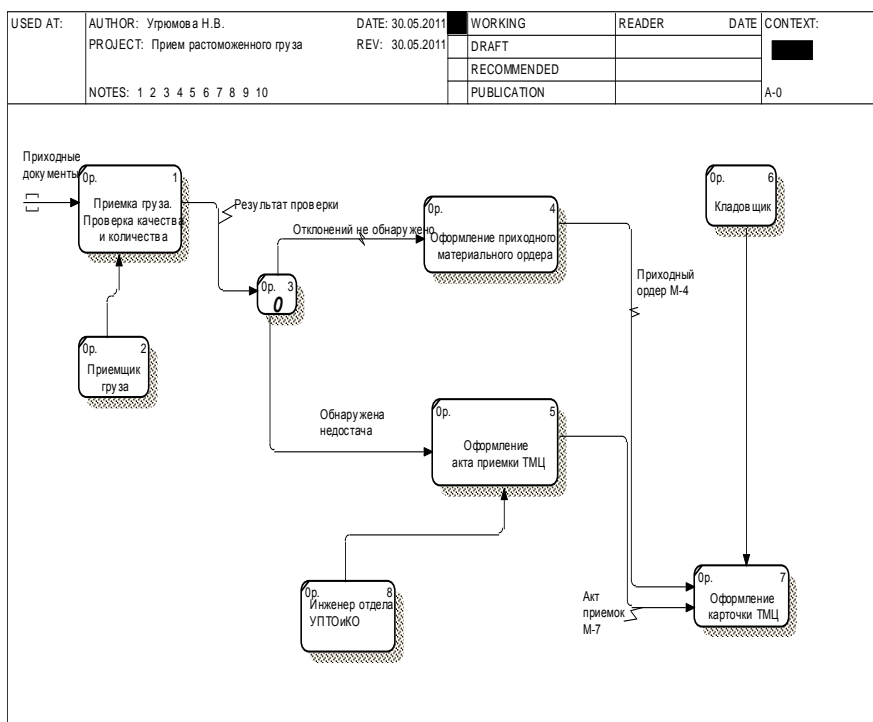 USED AT:
AUTHOR: Угрюмова Н.В.
DATE: 30.05.2011
WORKING
READER
DATE
CONTEXT:
PROJECT: Прием растоможенного груза
REV: 30.05.2011
DRAFT
RECOMMENDED
NOTES: 1 2 3 4 5 6 7 8 9 10
PUBLICATION
A-0
Приходные
документы
0р. 1
Приемка груза.
Проверка качества
и количества
Результат проверки
Отклонений не обнаружено
0р. 4
Оформление приходного
материального ордера
0р. 6
Кладовщик
0р. 3
O
Приходный
ордер М-4
0р. 2
Приемщик
груза
Обнаружена
недостача
0р. 5
Оформление
акта приемки ТМЦ
0р. 8
Инженер отдела
УПТОиКО
Акт
приемок
М-7
0р. 7
Оформление
карточки ТМЦ